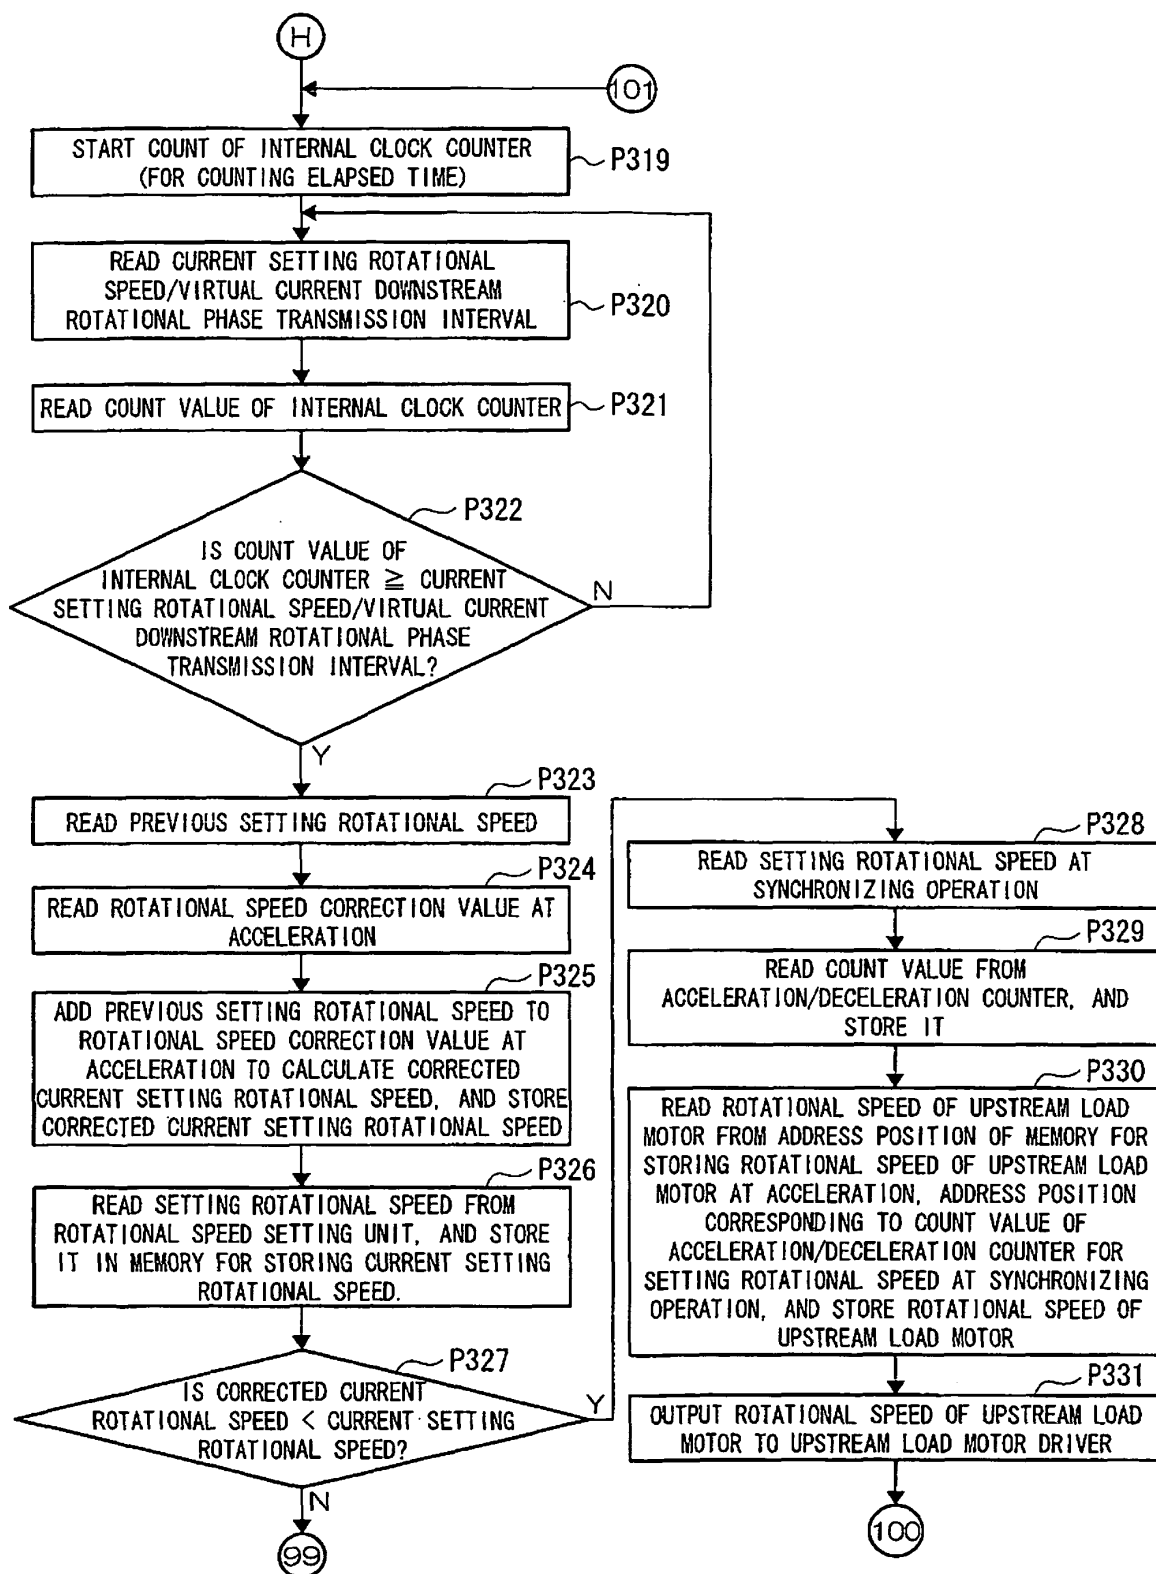 H
101
START COUNT OF INTERNAL CLOCK COUNTER
(FOR COUNTING ELAPSED TIME)
P319
READ CURRENT SETTING ROTATIONAL
SPEED/VIRTUAL CURRENT DOWNSTREAM
ROTATIONAL PHASE TRANSMISSION INTERVAL
P320
READ COUNT VALUE OF INTERNAL CLOCK COUNTER
P321
P322
IS COUNT VALUE OF
INTERNAL CLOCK COUNTER ≧ CURRENT
SETTING ROTATIONAL SPEED/VIRTUAL CURRENT
DOWNSTREAM ROTATIONAL PHASE
TRANSMISSION INTERVAL?
N
Y
P323
READ PREVIOUS SETTING ROTATIONAL SPEED
P324
READ ROTATIONAL SPEED CORRECTION VALUE AT
ACCELERATION
P325
ADD PREVIOUS SETTING ROTATIONAL SPEED TO
ROTATIONAL SPEED CORRECTION VALUE AT
ACCELERATION TO CALCULATE CORRECTED
CURRENT SETTING ROTATIONAL SPEED, AND STORE
CORRECTED CURRENT SETTING ROTATIONAL SPEED
P326
READ SETTING ROTATIONAL SPEED FROM
ROTATIONAL SPEED SETTING UNIT, AND STORE
IT IN MEMORY FOR STORING CURRENT SETTING
ROTATIONAL SPEED.
P327
IS CORRECTED CURRENT
ROTATIONAL SPEED < CURRENT SETTING
ROTATIONAL SPEED?
Y
N
99
P328
READ SETTING ROTATIONAL SPEED AT
SYNCHRONIZING OPERATION
P329
READ COUNT VALUE FROM
ACCELERATION/DECELERATION COUNTER, AND
STORE IT
P330
READ ROTATIONAL SPEED OF UPSTREAM LOAD
MOTOR FROM ADDRESS POSITION OF MEMORY FOR
STORING ROTATIONAL SPEED OF UPSTREAM LOAD
MOTOR AT ACCELERATION, ADDRESS POSITION
CORRESPONDING TO COUNT VALUE OF
ACCELERATION/DECELERATION COUNTER FOR
SETTING ROTATIONAL SPEED AT SYNCHRONIZING
OPERATION, AND STORE ROTATIONAL SPEED OF
UPSTREAM LOAD MOTOR
P331
OUTPUT ROTATIONAL SPEED OF UPSTREAM LOAD
MOTOR TO UPSTREAM LOAD MOTOR DRIVER
100